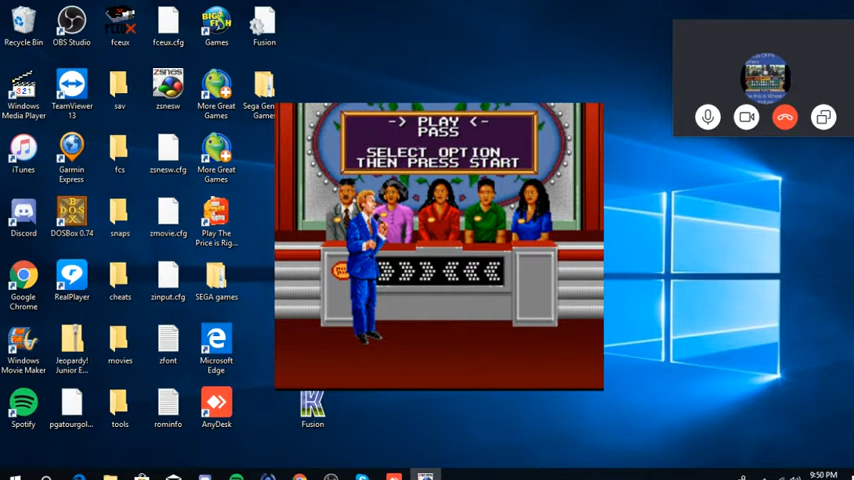 Recycle Bin
OBS Studio
fceux
fceux.cfg
Games
Fusion
Windows
Media Player
TeamViewer
13
sav
zsnesw
More Great
Games
Sega Gen
Games
iTunes
Garmin
Express
fcs
zsnesw.cfg
More Great
Games
Discord
DOSBox 0.74
snaps
zmovie.cfg
Play The
Price is Rig...
Google
Chrome
RealPlayer
cheats
zinput.cfg
SEGA games
Windows
Movie Maker
Jeopardy!
Junior E...
movies
zfont
Microsoft
Edge
Spotify
pgatourgol...
tools
rominfo
AnyDesk
Fusion
-> PLAY <-
PASS
SELECT OPTION
THEN PRESS START
9:50 PM